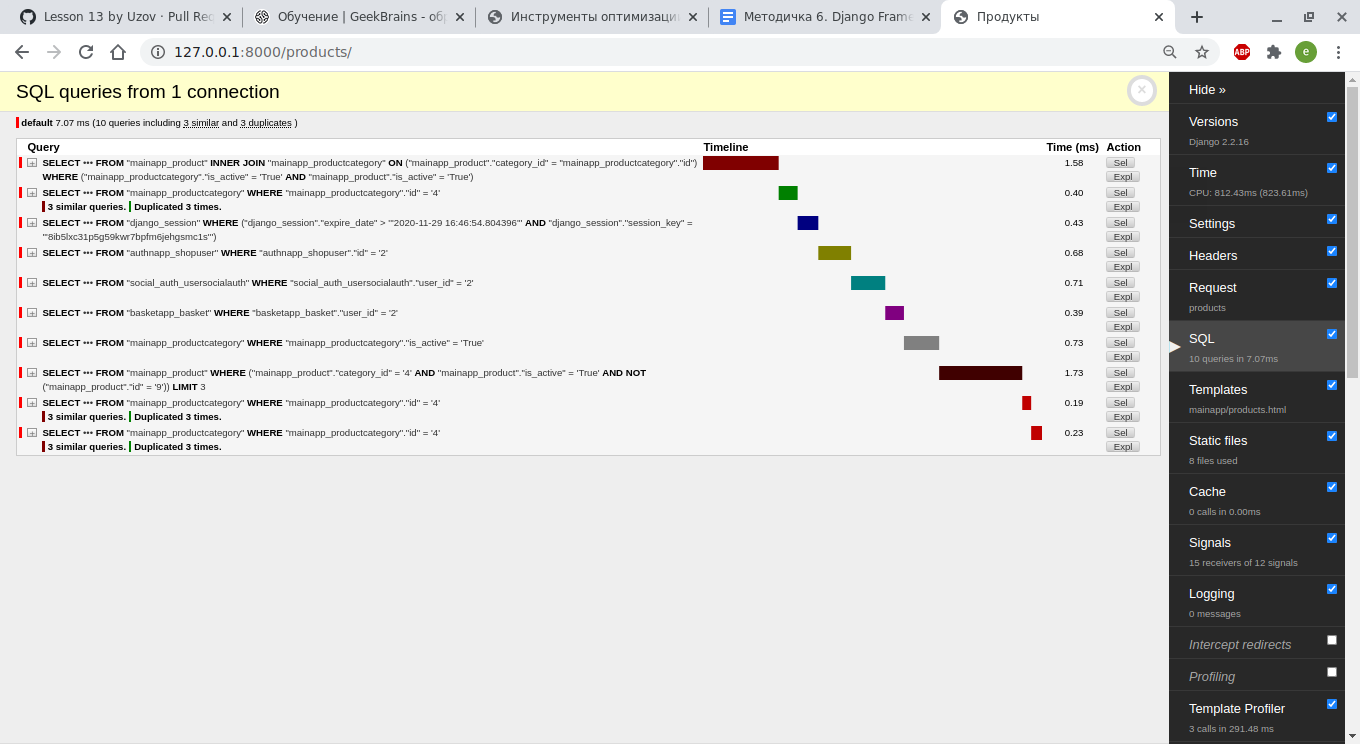 Lesson 13 by Uzov · Pull Req
Обучение | GeekBrains - об
Инструменты оптимизации
Методичка 6. Django Frame
Продукты
127.0.0.1:8000/products/
ABP
e
SQL queries from 1 connection
default 7.07 ms (10 queries including 3 similar and 3 duplicates )
Query Timeline Time (ms) Action
SELECT ••• FROM "mainapp_product" INNER JOIN "mainapp_productcategory" ON ("mainapp_product"."category_id" = "mainapp_productcategory"."id") 1.58 Sel
WHERE ("mainapp_productcategory"."is_active" = 'True' AND "mainapp_product"."is_active" = 'True') Expl
SELECT ••• FROM "mainapp_productcategory" WHERE "mainapp_productcategory"."id" = '4' 0.40 Sel
3 similar queries. Duplicated 3 times. Expl
SELECT ••• FROM "django_session" WHERE ("django_session"."expire_date" > '"2020-11-29 16:46:54.804396"' AND "django_session"."session_key" = 0.43 Sel
'"8ib5lxc31p5g59kwr7bpfm6jehgsmc1s"') Expl
SELECT ••• FROM "authnapp_shopuser" WHERE "authnapp_shopuser"."id" = '2' 0.68 Sel
Expl
SELECT ••• FROM "social_auth_usersocialauth" WHERE "social_auth_usersocialauth"."user_id" = '2' 0.71 Sel
Expl
SELECT ••• FROM "basketapp_basket" WHERE "basketapp_basket"."user_id" = '2' 0.39 Sel
Expl
SELECT ••• FROM "mainapp_productcategory" WHERE "mainapp_productcategory"."is_active" = 'True' 0.73 Sel
Expl
SELECT ••• FROM "mainapp_product" WHERE ("mainapp_product"."category_id" = '4' AND "mainapp_product"."is_active" = 'True' AND NOT 1.73 Sel
("mainapp_product"."id" = '9')) LIMIT 3 Expl
SELECT ••• FROM "mainapp_productcategory" WHERE "mainapp_productcategory"."id" = '4' 0.19 Sel
3 similar queries. Duplicated 3 times. Expl
SELECT ••• FROM "mainapp_productcategory" WHERE "mainapp_productcategory"."id" = '4' 0.23 Sel
3 similar queries. Duplicated 3 times. Expl
Hide »
Versions
Django 2.2.16
Time
CPU: 812.43ms (823.61ms)
Settings
Headers
Request
products
SQL
10 queries in 7.07ms
Templates
mainapp/products.html
Static files
8 files used
Cache
0 calls in 0.00ms
Signals
15 receivers of 12 signals
Logging
0 messages
Intercept redirects
Profiling
Template Profiler
3 calls in 291.48 ms